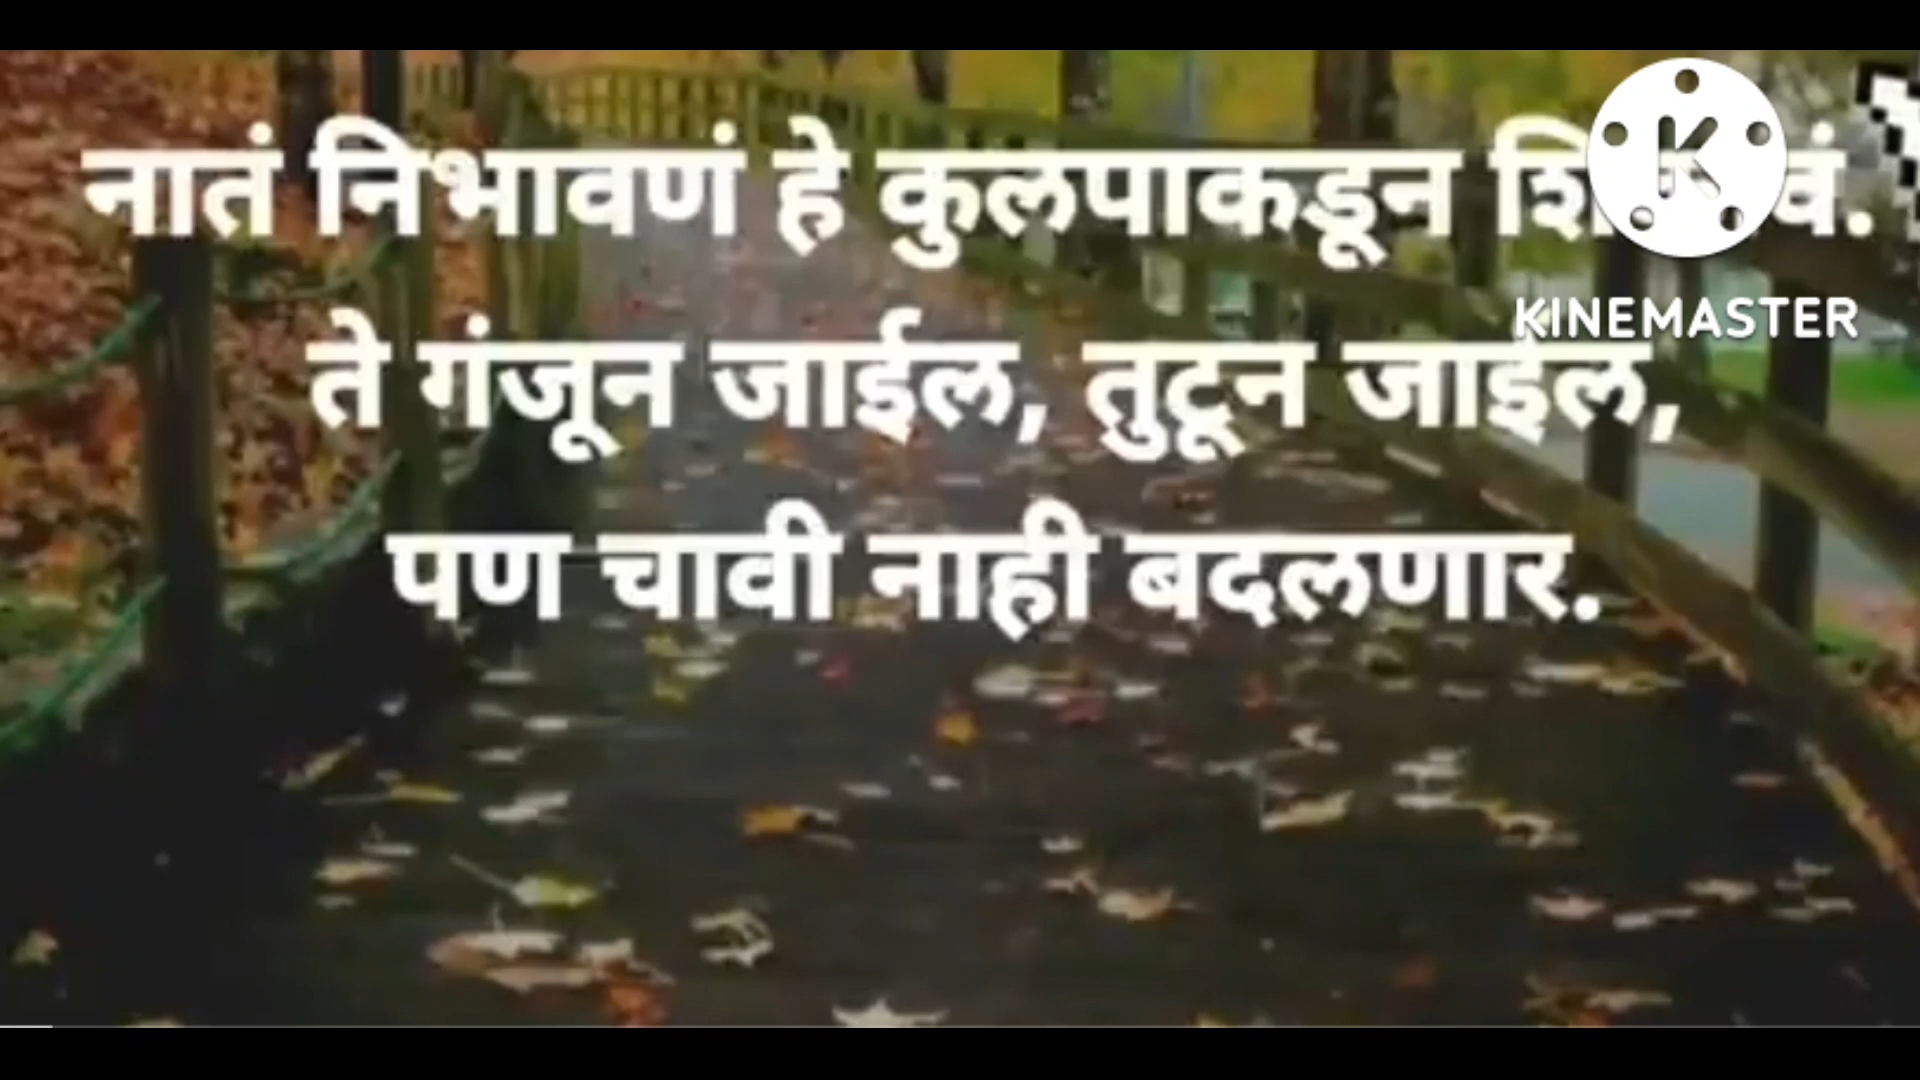 नातं निभावणं हे कुलपाकडून
ते गंजून जाईल, तुटून जाईल,
पण चावी नाही बदलणार.
KINEMASTER